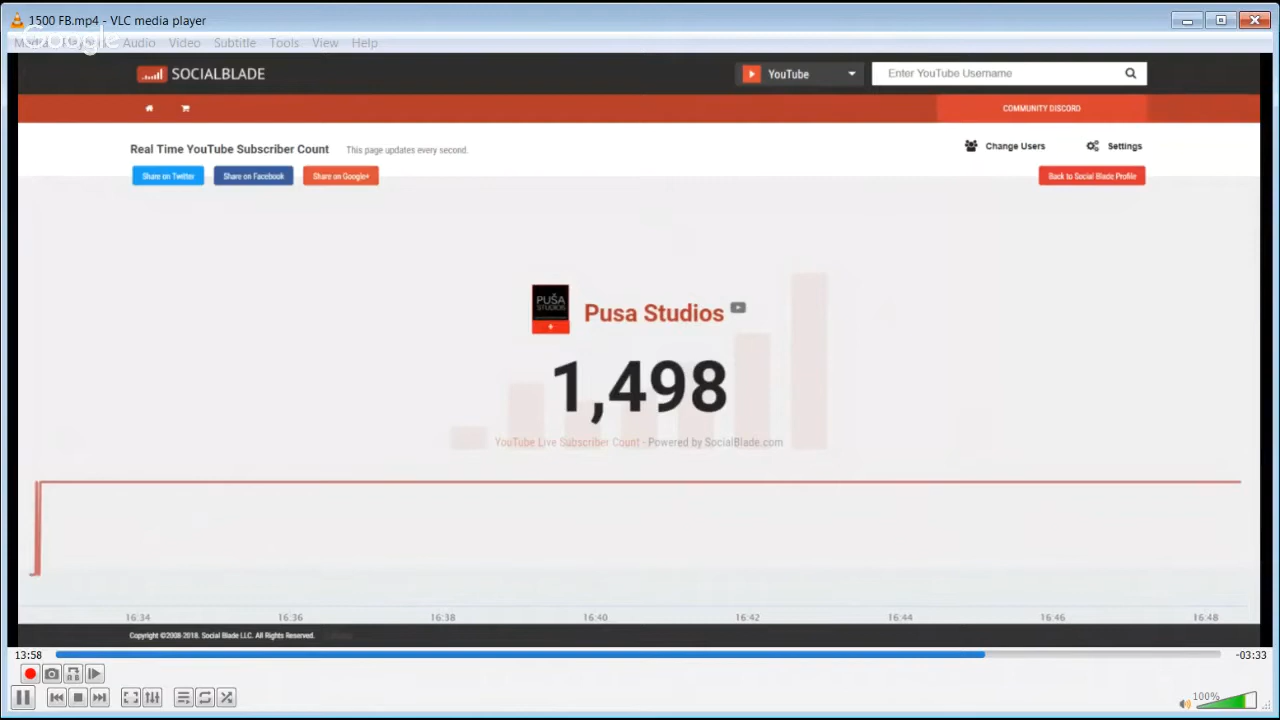 1500 FB.mp4 - VLC media player
Google
Media Audio Video Subtitle Tools View Help
SOCIALBLADE
YouTube
Enter YouTube Username
COMMUNITY DISCORD
Real Time YouTube Subscriber Count
This page updates every second.
Change Users
Settings
Share on Twitter
Share on Facebook
Share on Google+
Back to Social Blade Profile
PUŠA
STUDIOS
Pusa Studios
1,498
YouTube Live Subscriber Count - Powered by SocialBlade.com
16:34 16:36 16:38 16:40 16:42 16:44 16:46 16:48
Copyright ©2008-2018. Social Blade LLC. All Rights Reserved.
13:58
-03:33
100%